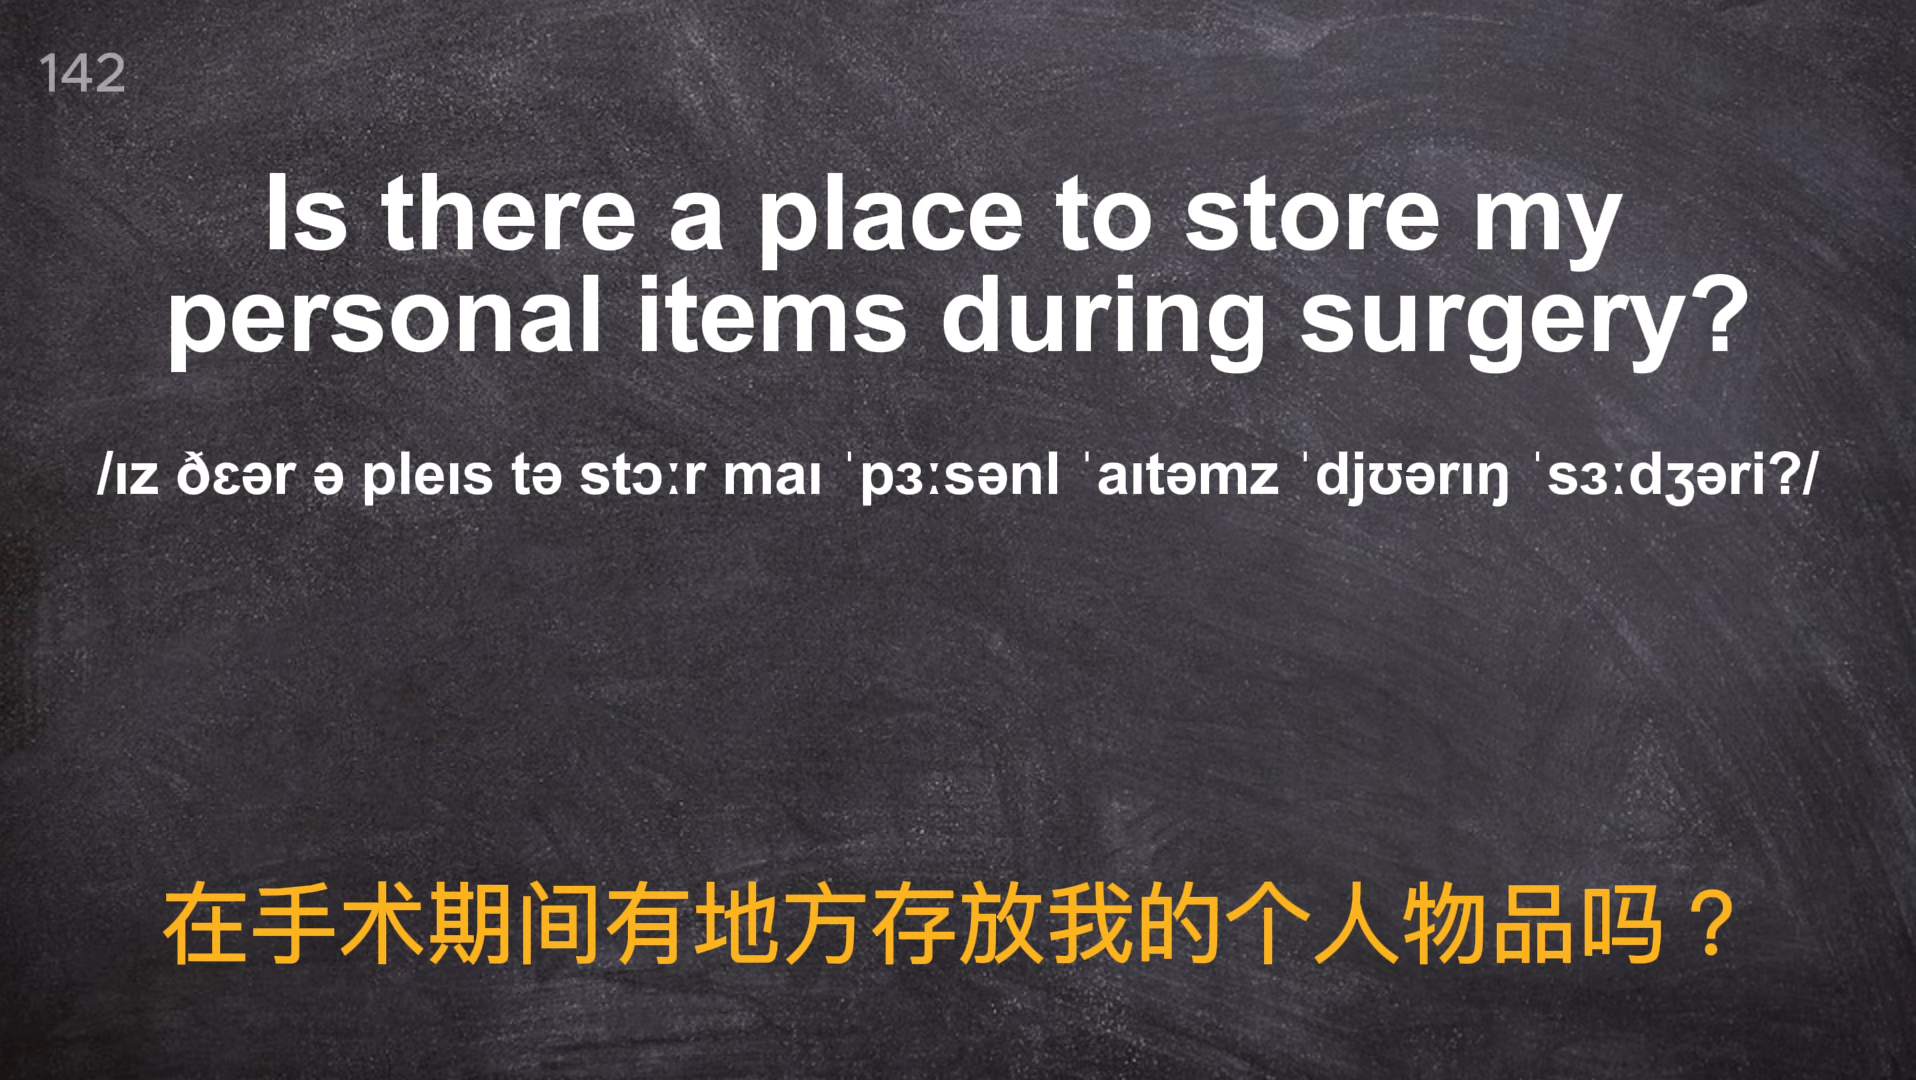 142
Is there a place to store my
personal items during surgery?
/ɪz ðɛər ə pleɪs tə stɔːr maɪ ˈpɜːsənl ˈaɪtəmz ˈdjʊərɪŋ ˈsɜːdʒəri?/
在手术期间有地方存放我的个人物品吗？